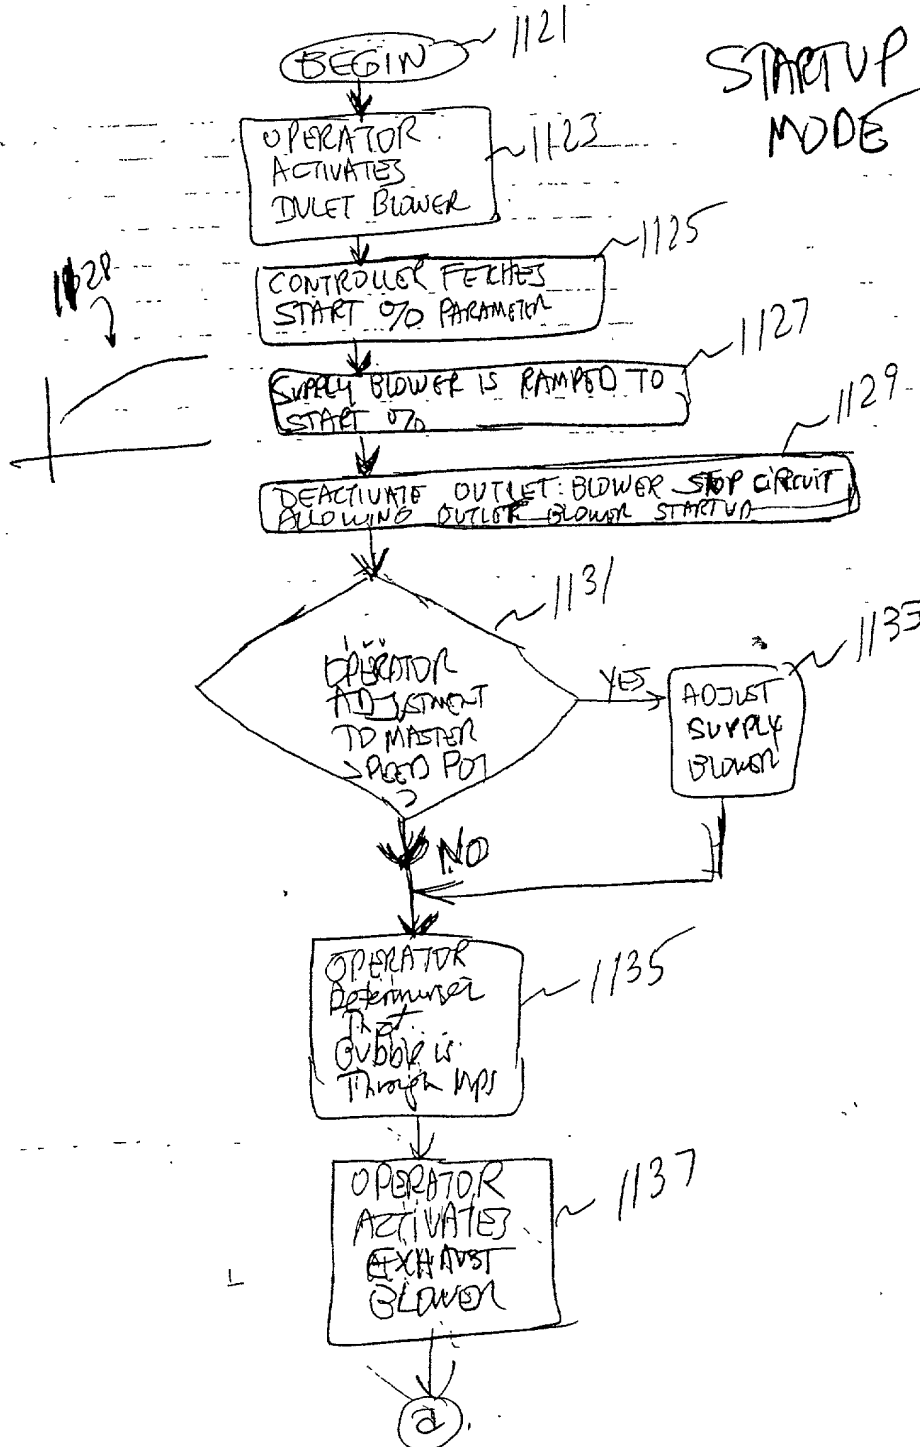 BEGIN
1121
STARTUP
MODE
OPERATOR
ACTIVATES
INLET BLOWER
1123
CONTROLLER FETCHES
START % PARAMETER
1125
1128
SUPPLY BLOWER IS RAMPED TO
START %
1127
DEACTIVATE OUTLET BLOWER STOP CIRCUIT
ALLOWING OUTLET BLOWER STARTUP
1129
1131
OPERATOR
ADJUSTMENT
TO MASTER
SPEED POT
?
YES
ADJUST
SUPPLY
BLOWER
1133
NO
OPERATOR
Determines
That
Bubble is
Through
1135
OPERATOR
ACTIVATES
EXHAUST
BLOWER
1137
a